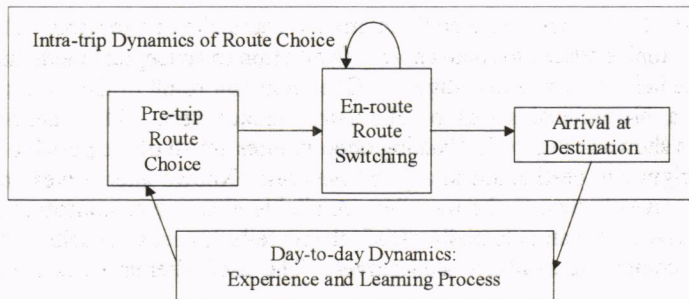 Intra-trip Dynamics of Route Choice
Pre-trip
Route
Choice
En-route
Route
Switching
Arrival at
Destination
Day-to-day Dynamics:
Experience and Learning Process